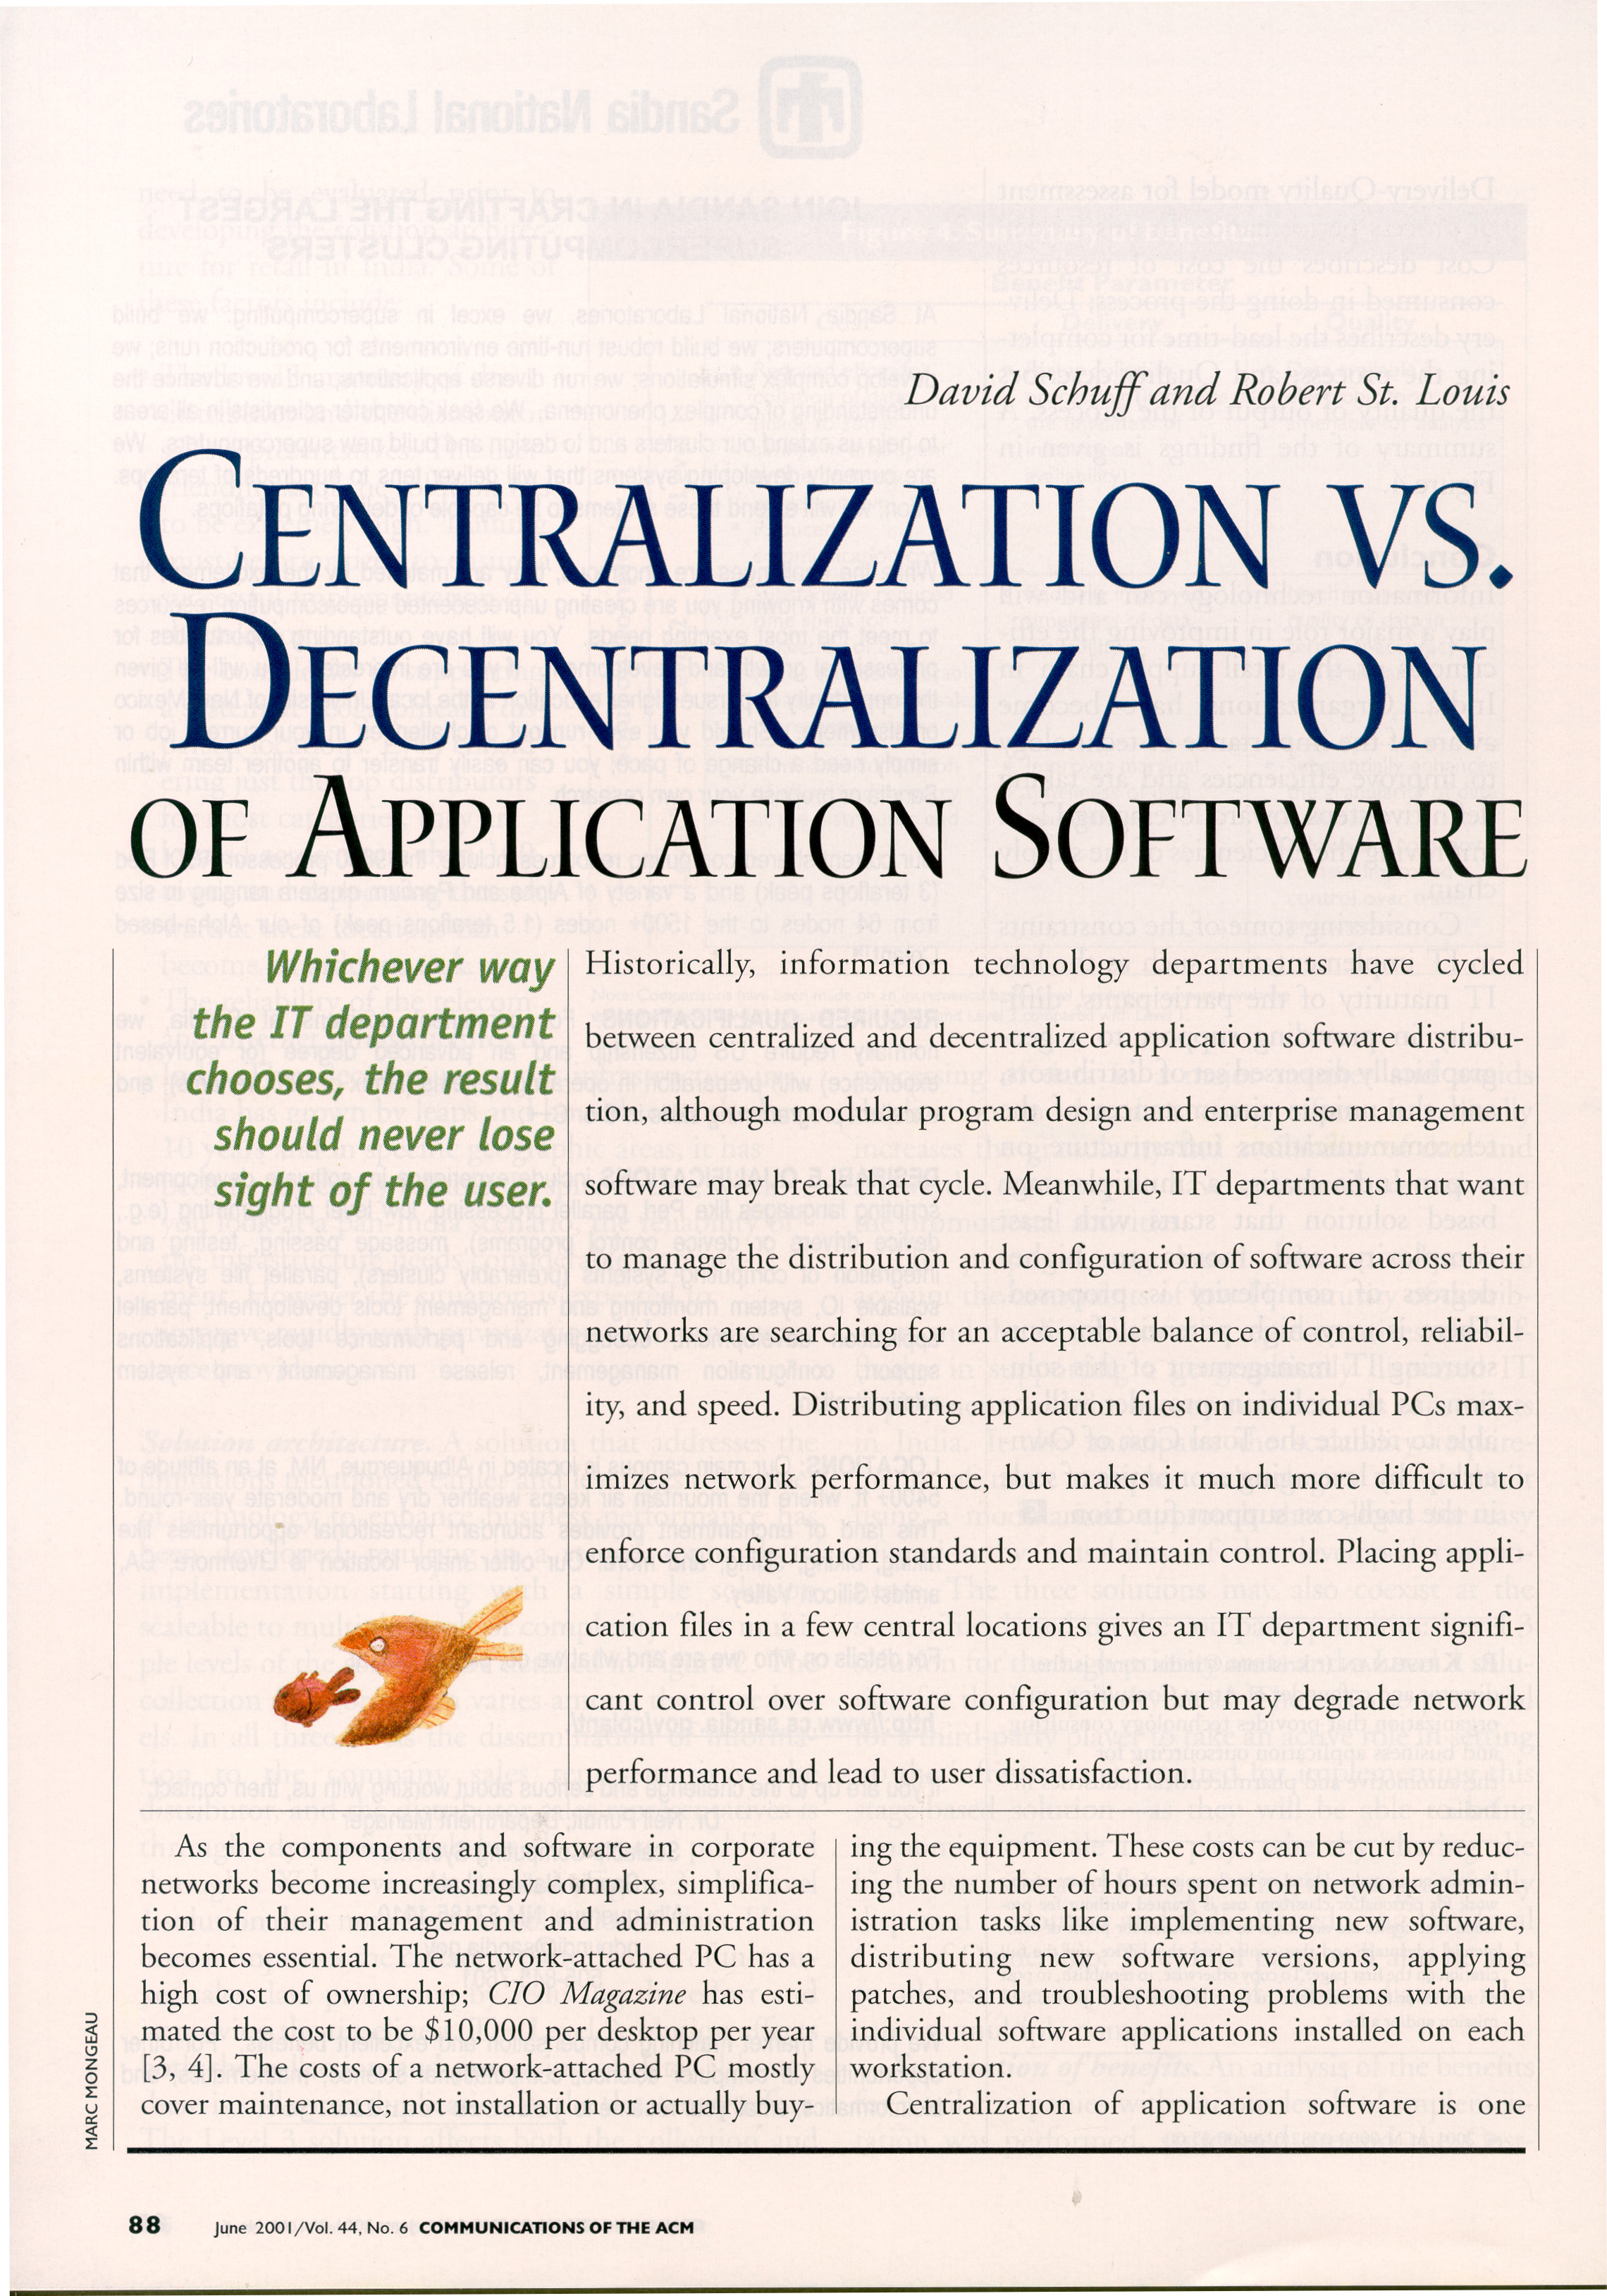 David Schuff and Robert St. Louis
CENTRALIZATION VS.
DECENTRALIZATION
OF APPLICATION SOFTWARE
Whichever way
the IT department
chooses, the result
should never lose
sight of the user.
Historically, information technology departments have cycled
between centralized and decentralized application software distribu-
tion, although modular program design and enterprise management
software may break that cycle. Meanwhile, IT departments that want
to manage the distribution and configuration of software across their
networks are searching for an acceptable balance of control, reliabil-
ity, and speed. Distributing application files on individual PCs max-
imizes network performance, but makes it much more difficult to
enforce configuration standards and maintain control. Placing appli-
cation files in a few central locations gives an IT department signifi-
cant control over software configuration but may degrade network
performance and lead to user dissatisfaction.
As the components and software in corporate
networks become increasingly complex, simplifica-
tion of their management and administration
becomes essential. The network-attached PC has a
high cost of ownership; CIO Magazine has esti-
mated the cost to be $10,000 per desktop per year
[3, 4]. The costs of a network-attached PC mostly
cover maintenance, not installation or actually buy-
ing the equipment. These costs can be cut by reduc-
ing the number of hours spent on network admin-
istration tasks like implementing new software,
distributing new software versions, applying
patches, and troubleshooting problems with the
individual software applications installed on each
workstation.
Centralization of application software is one
MARC MONGEAU
88 June 2001/Vol. 44, No. 6 COMMUNICATIONS OF THE ACM